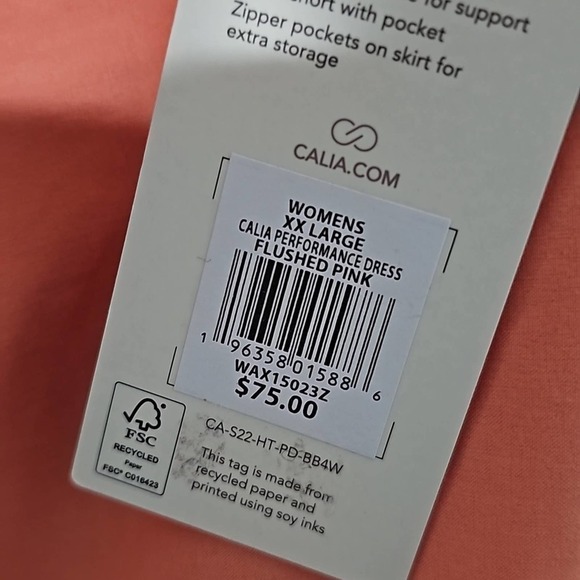 for support
short with pocket
Zipper pockets on skirt for
extra storage
CALIA.COM
WOMENS
XX LARGE
CALIA PERFORMANCE DRESS
FLUSHED PINK
1 96358 01588 6
WAX15023Z
$75.00
CA-S22-HT-PD-BB4W
FSC
RECYCLED
Paper
FSC® C016423
This tag is made from
recycled paper and
printed using soy inks